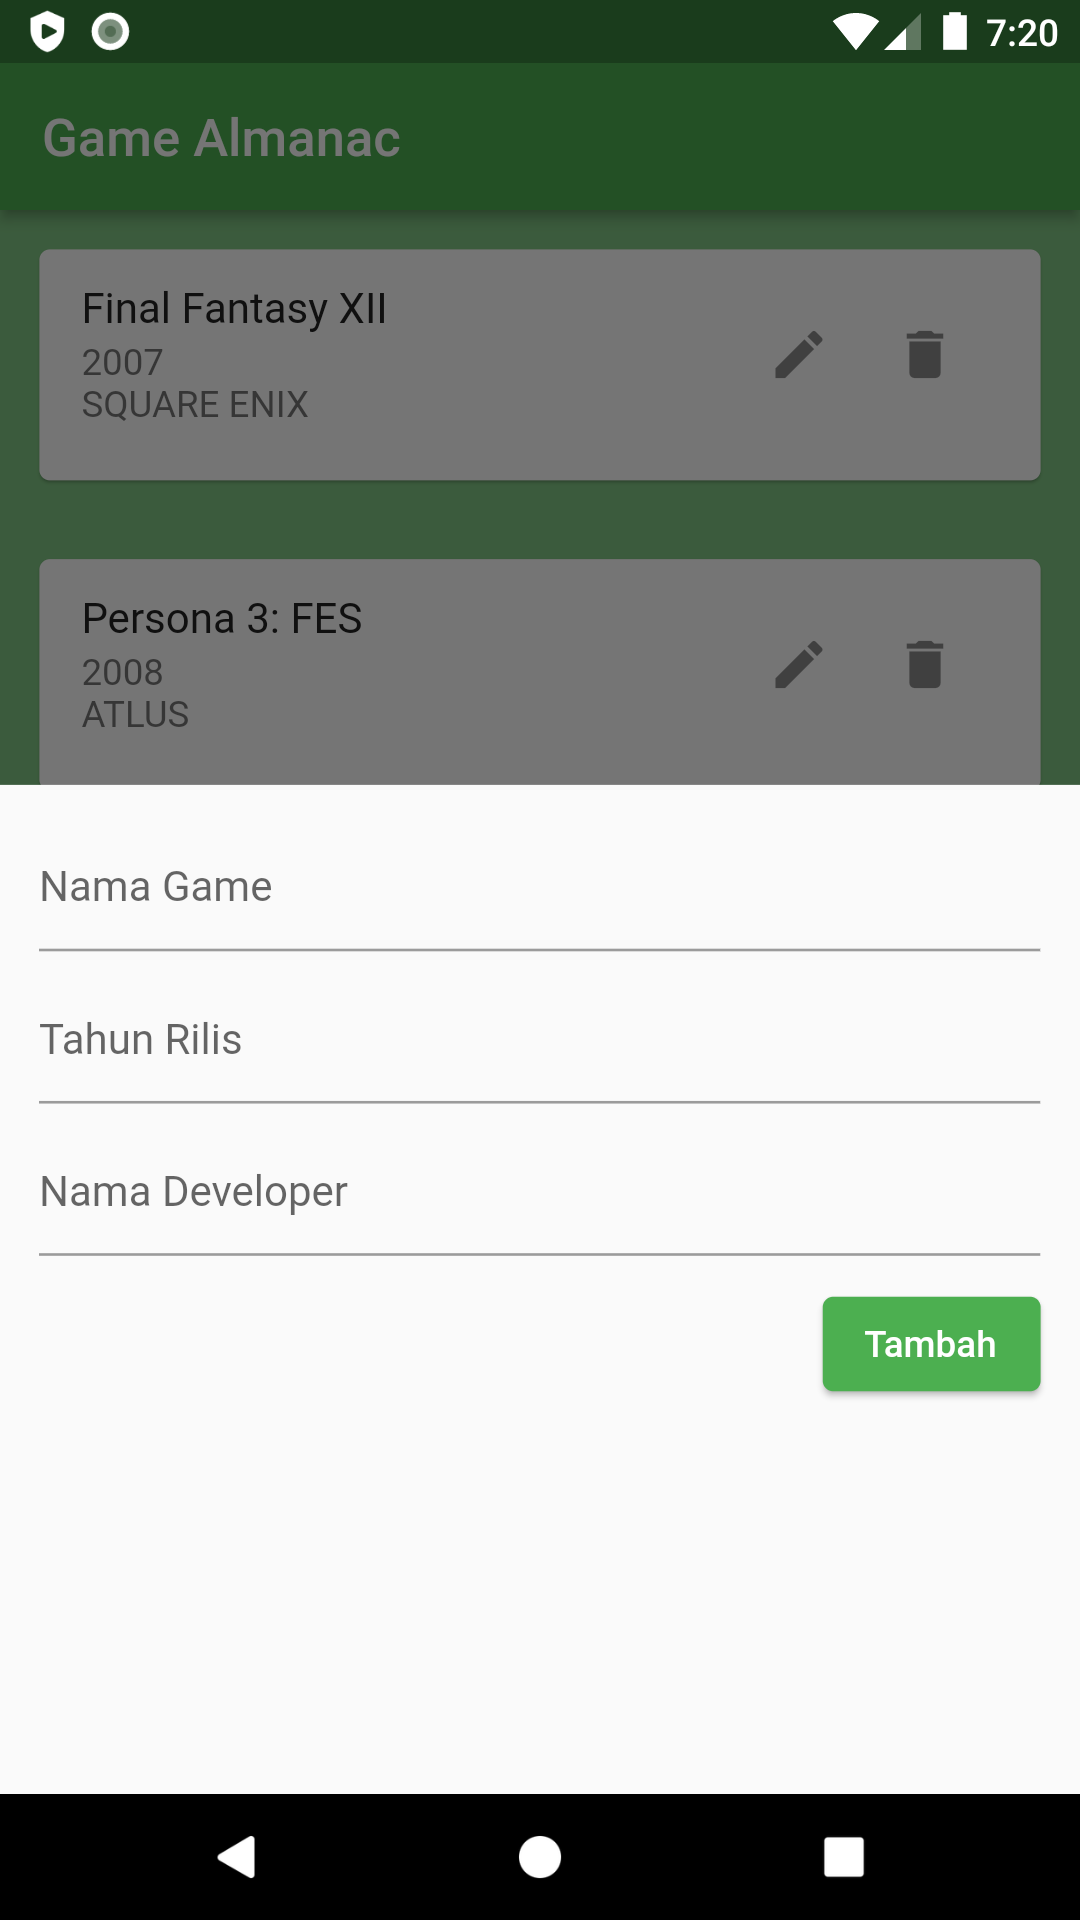 7:20
Game Almanac
Final Fantasy XII
2007
SQUARE ENIX
Persona 3: FES
2008
ATLUS
Nama Game
Tahun Rilis
Nama Developer
Tambah